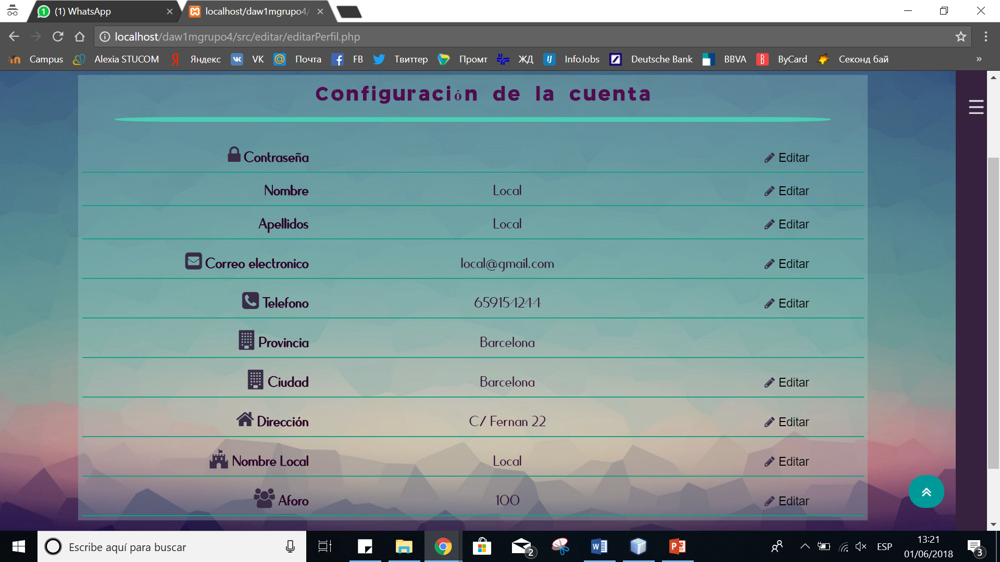 (1) WhatsApp
localhost/daw1mgrupo4/
localhost/daw1mgrupo4/src/editar/editarPerfil.php
Campus Alexia STUCOM Яндекс VK Почта FB Твиттер Промт ЖД InfoJobs Deutsche Bank BBVA ByCard Секонд бай »
Configuración de la cuenta
Contraseña Editar
Nombre Local Editar
Apellidos Local Editar
Correo electronico local@gmail.com Editar
Telefono 659154244 Editar
Provincia Barcelona
Ciudad Barcelona Editar
Dirección C/ Fernan 22 Editar
Nombre Local Local Editar
Aforo 100 Editar
Escribe aquí para buscar
2
ESP
13:21
01/06/2018
3